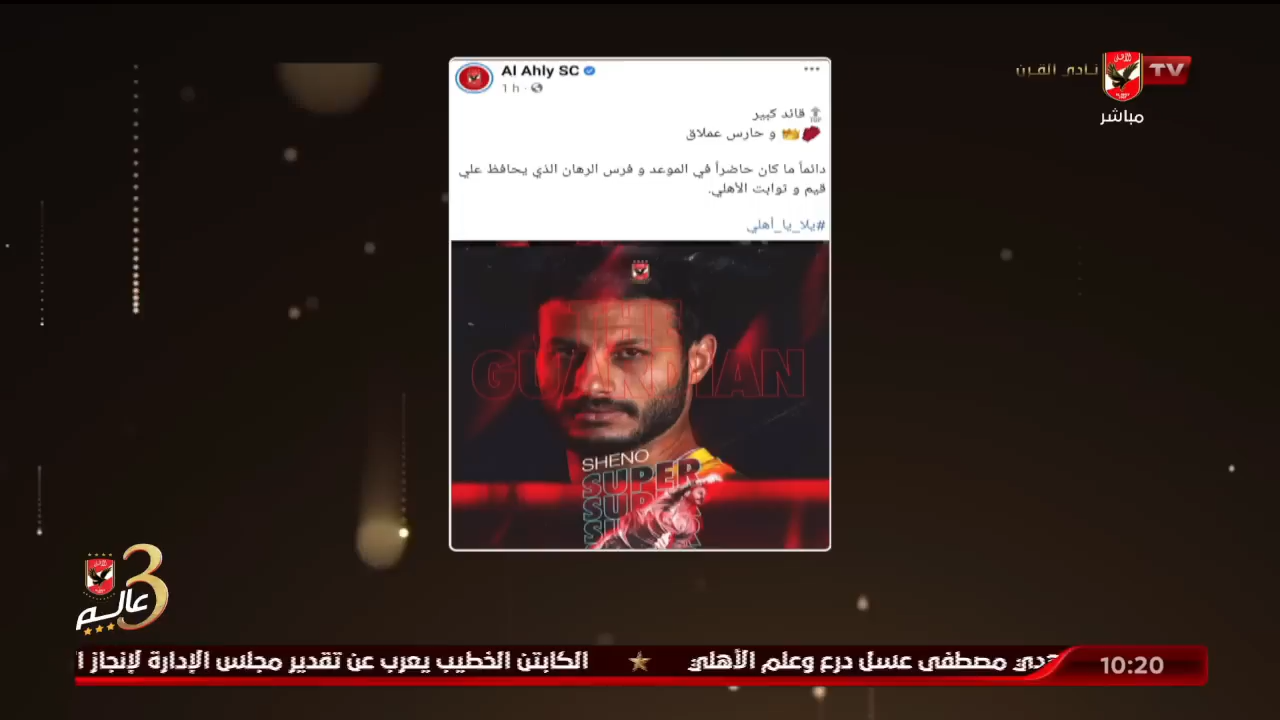 Al Ahly SC
1 h
قائد كبير
و حارس عملاق
دائماً ما كان حاضراً في الموعد و فرس الرهان الذي يحافظ علي
قيم و ثوابت الأهلي.
#يلا_يا_أهلي
THE
GUARDIAN
SHENO
SUPER
SUPER
SUPER
نادي القرن
TV
مباشر
3
عالم
مصطفى عسل درع وعلم الأهلي
الكابتن الخطيب يعرب عن تقدير مجلس الإدارة لإنجاز
10:20